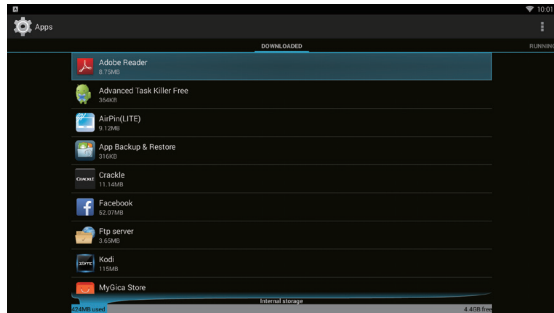 10:01
Apps
DOWNLOADED
RUNNING
Adobe Reader
8.75MB
Advanced Task Killer Free
354KB
AirPin(LITE)
9.12MB
App Backup & Restore
316KB
CRACKLE
Crackle
11.14MB
Facebook
52.07MB
Ftp server
3.65MB
Kodi
115MB
MyGica Store
Internal storage
424MB used
4.4GB free